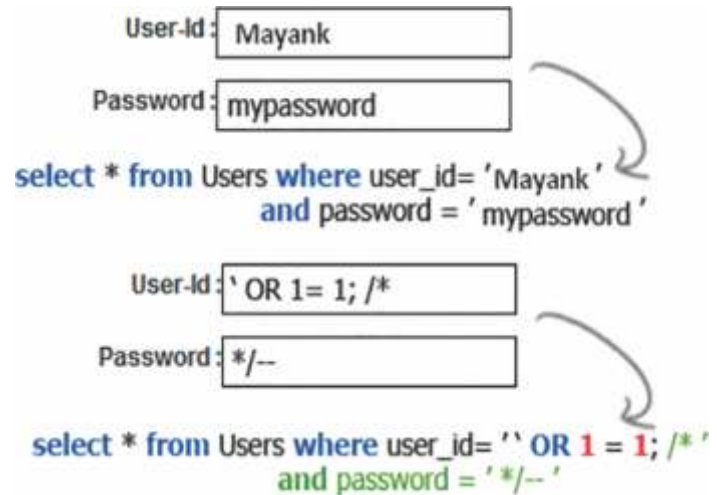 User-Id : Mayank
Password : mypassword
select * from Users where user_id= ’Mayank’
and password = ’ mypassword ’
User-Id : ‵ OR 1= 1; /*
Password : */--
select * from Users where user_id= ’‵ OR 1 = 1; /* ’
and password = ’ */-- ’